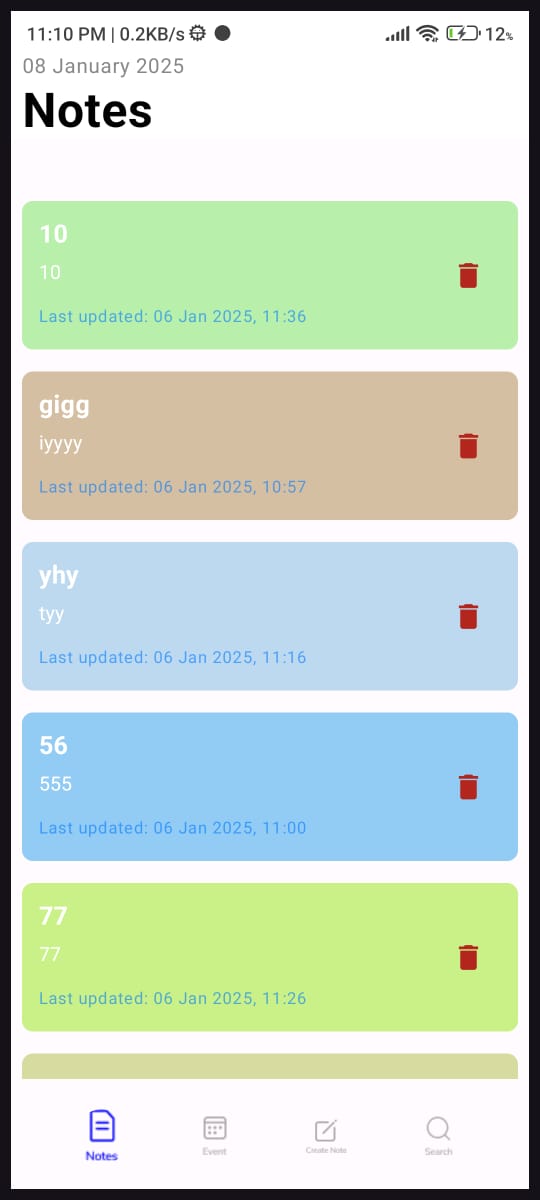 11:10 PM | 0.2KB/s 12%
08 January 2025
Notes
10
10
Last updated: 06 Jan 2025, 11:36
gigg
iyyyy
Last updated: 06 Jan 2025, 10:57
yhy
tyy
Last updated: 06 Jan 2025, 11:16
56
555
Last updated: 06 Jan 2025, 11:00
77
77
Last updated: 06 Jan 2025, 11:26
Notes Event Create Note Search